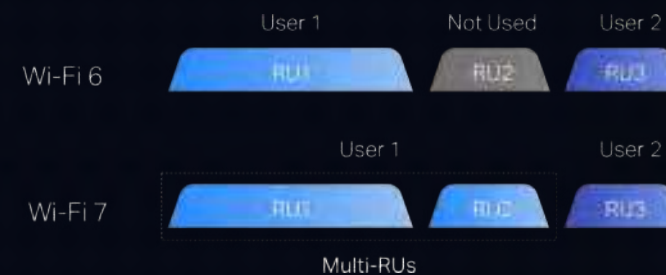 User 1 Not Used User 2
Wi-Fi 6 RU1 RU2 RU3
User 1 User 2
Wi-Fi 7 RU1 RU2 RU3
Multi-RUs